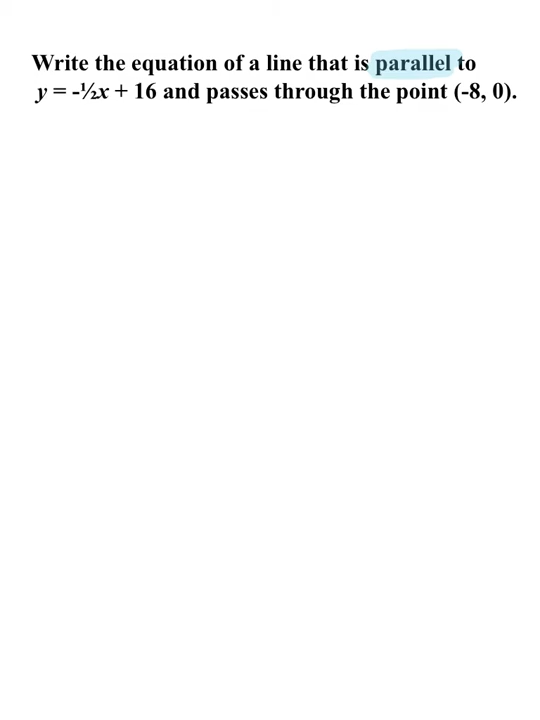 Write the equation of a line that is parallel to
y = -½x + 16 and passes through the point (-8, 0).